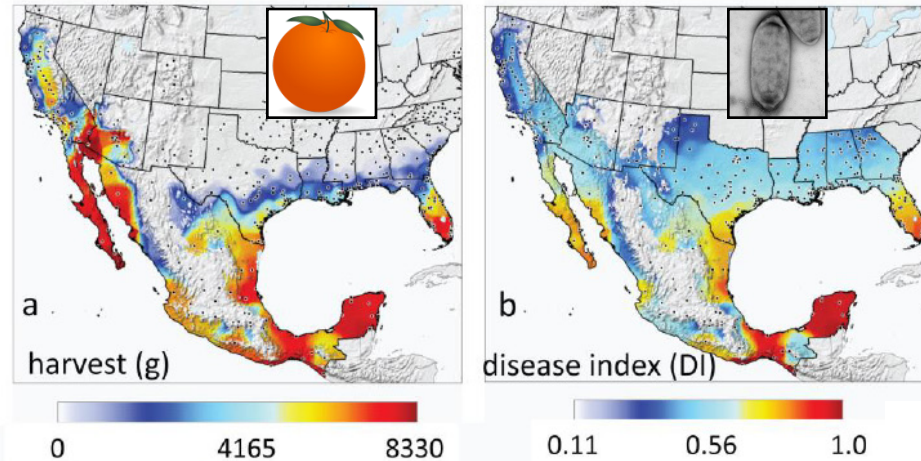 a
harvest (g)
0 4165 8330
b
disease index (DI)
0.11 0.56 1.0